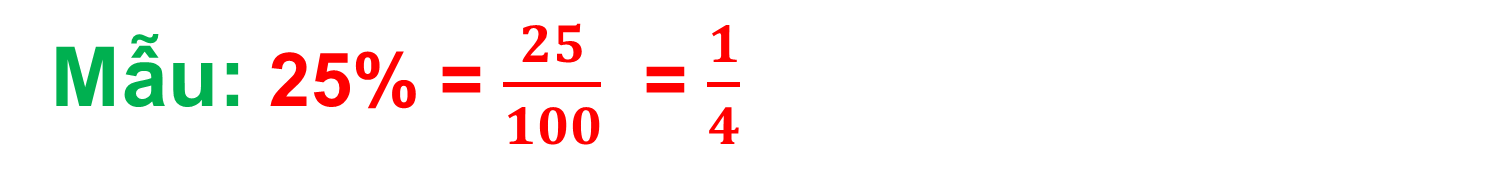 Mẫu: 25% = 25/100 = 1/4